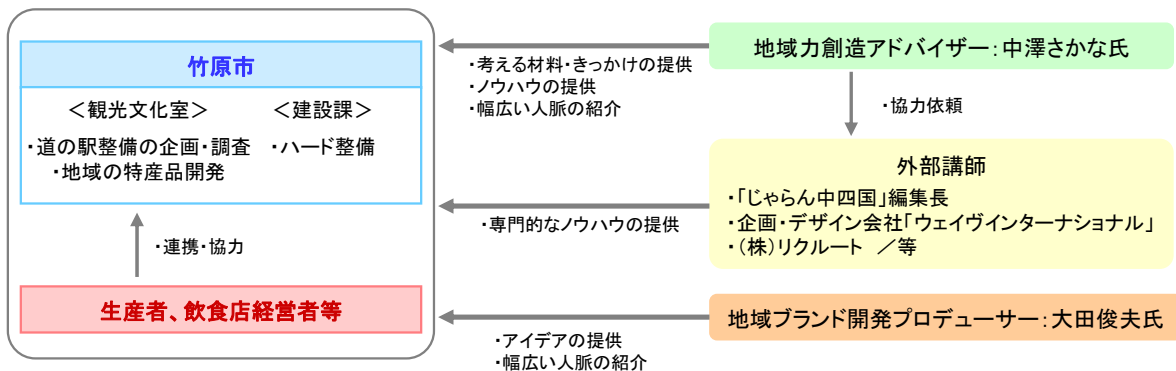 竹原市
<観光文化室>
<建設課>
・道の駅整備の企画・調査
・地域の特産品開発
・ハード整備
・連携・協力
生産者、飲食店経営者等
・考える材料・きっかけの提供
・ノウハウの提供
・幅広い人脈の紹介
・専門的なノウハウの提供
・アイデアの提供
・幅広い人脈の紹介
地域力創造アドバイザー：中澤さかな氏
・協力依頼
外部講師
・「じゃらん中四国」編集長
・企画・デザイン会社「ウェイヴインターナショナル」
・（株）リクルート　／等
地域ブランド開発プロデューサー：大田俊夫氏